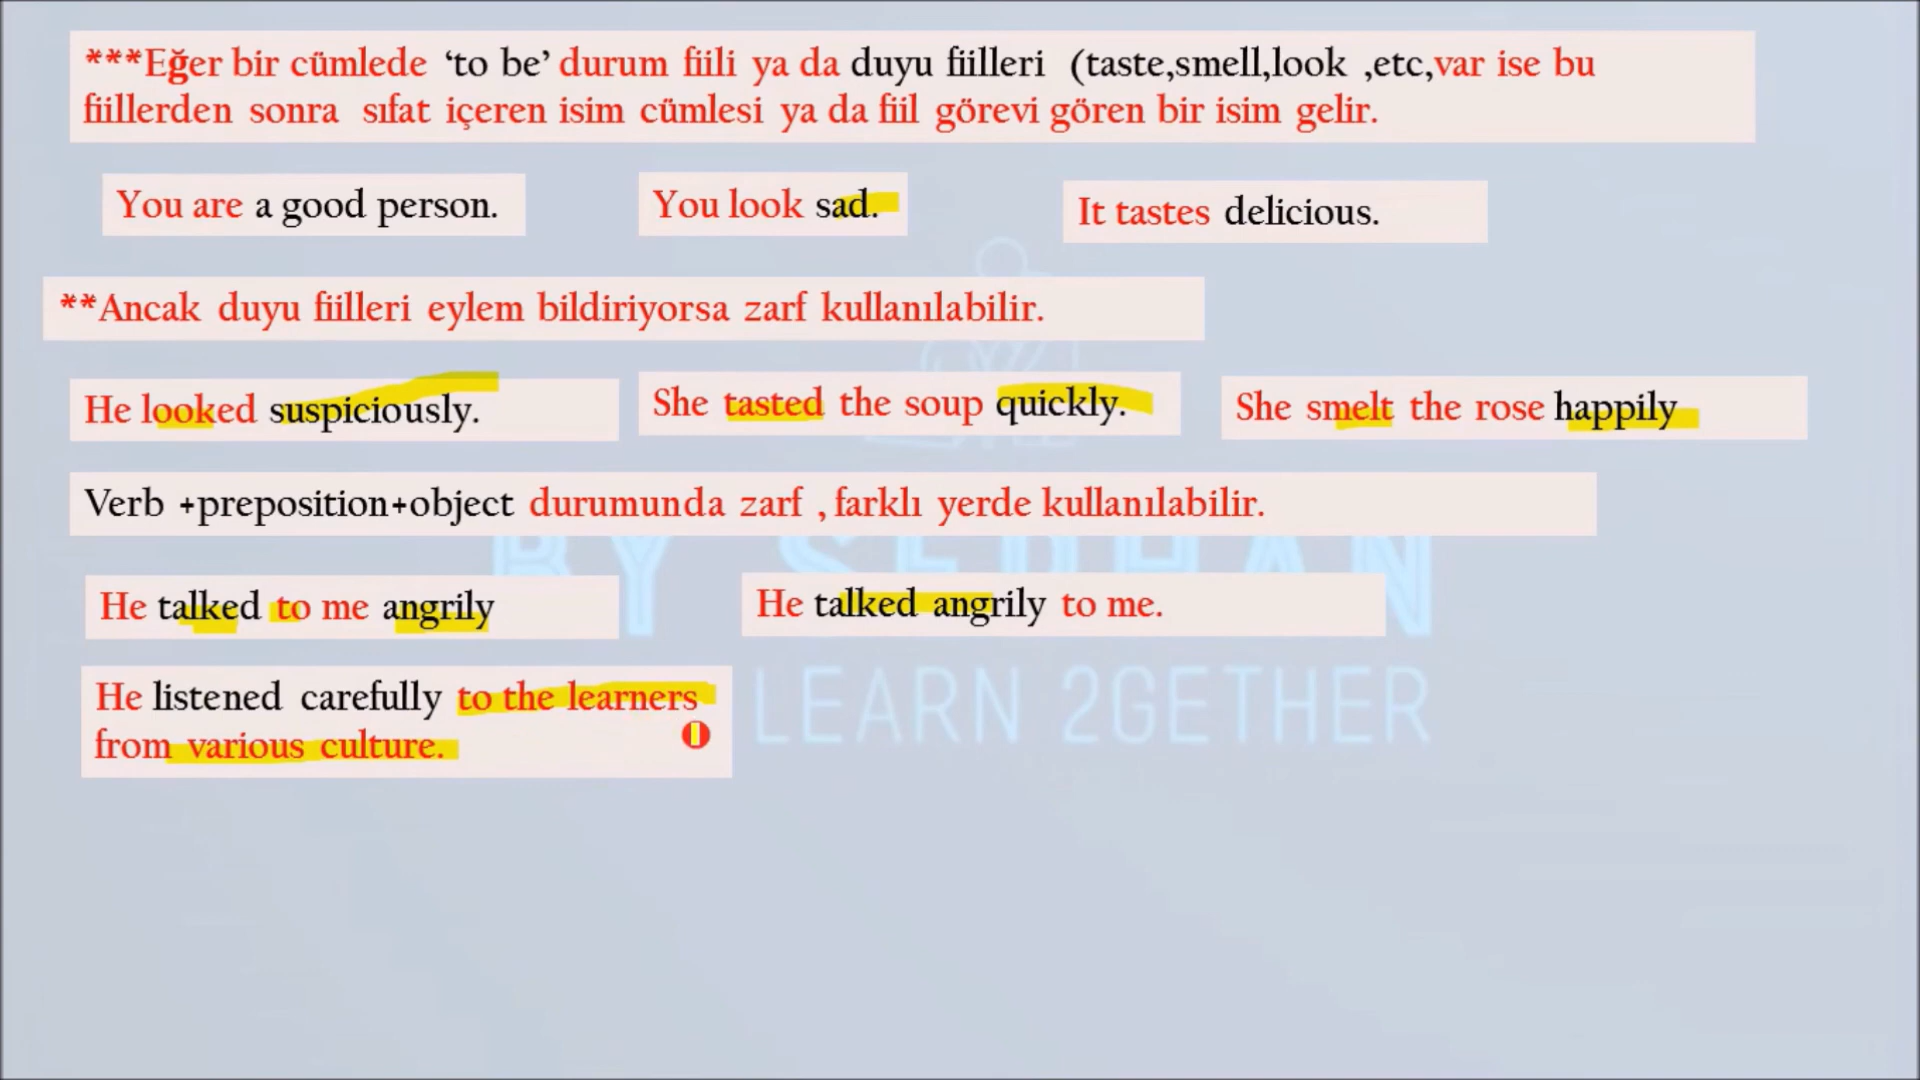 ***Eğer bir cümlede ‘to be’ durum fiili ya da duyu fiilleri (taste,smell,look ,etc,var ise bu
fiillerden sonra sıfat içeren isim cümlesi ya da fiil görevi gören bir isim gelir.
You are a good person.
You look sad.
It tastes delicious.
**Ancak duyu fiilleri eylem bildiriyorsa zarf kullanılabilir.
He looked suspiciously.
She tasted the soup quickly.
She smelt the rose happily
Verb +preposition+object durumunda zarf , farklı yerde kullanılabilir.
BY SERHAN
He talked to me angrily
He talked angrily to me.
He listened carefully to the learners
from various culture.
LEARN 2GETHER